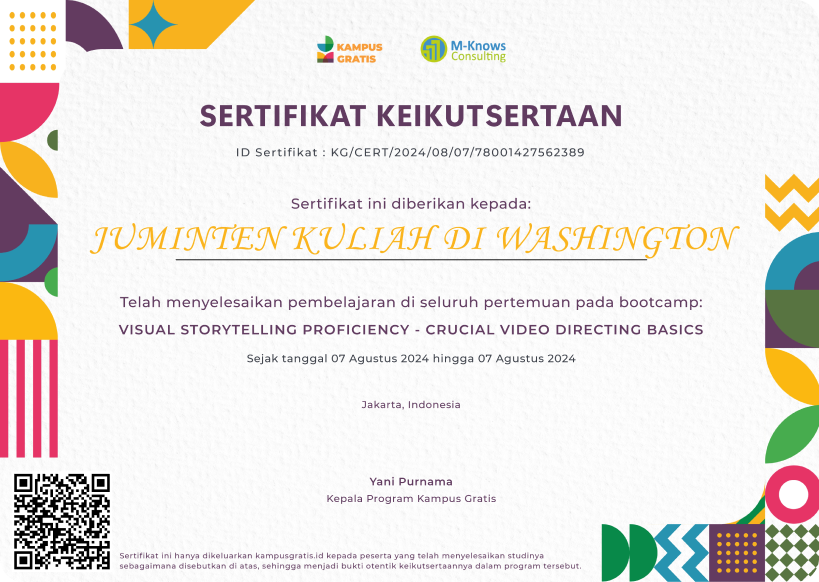 KAMPUS
GRATIS
M-Knows
Consulting
SERTIFIKAT KEIKUTSERTAAN
ID Sertifikat : KG/CERT/2024/08/07/78001427562389
Sertifikat ini diberikan kepada:
JUMINTEN KULIAH DI WASHINGTON
Telah menyelesaikan pembelajaran di seluruh pertemuan pada bootcamp:
VISUAL STORYTELLING PROFICIENCY - CRUCIAL VIDEO DIRECTING BASICS
Sejak tanggal 07 Agustus 2024 hingga 07 Agustus 2024
Jakarta, Indonesia
Yani Purnama
Kepala Program Kampus Gratis
Sertifikat ini hanya dikeluarkan kampusgratis.id kepada peserta yang telah menyelesaikan studinya
sebagaimana disebutkan di atas, sehingga menjadi bukti otentik keikutsertaannya dalam program tersebut.